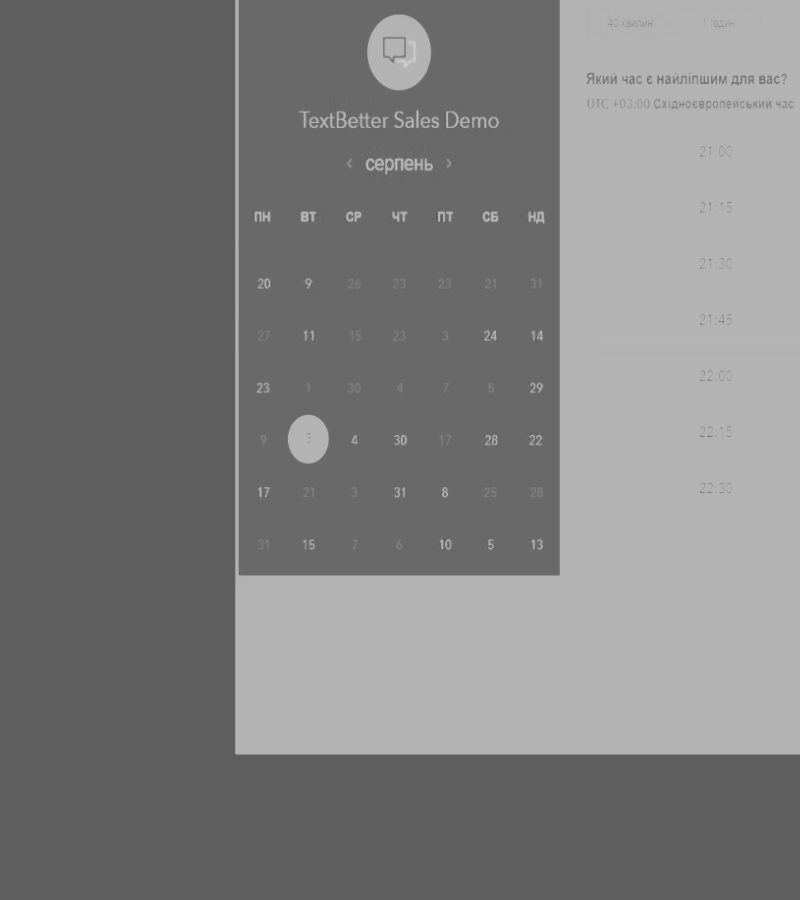 TextBetter Sales Demo
‹ серпень ›
ПН ВТ СР ЧТ ПТ СБ НД
20 9 26 23 23 21 31
27 11 15 23 3 24 14
23 1 30 4 7 5 29
9 3 4 30 17 28 22
17 21 3 31 8 25 28
31 15 7 6 10 5 13
40 хвилин 1 годин
Який час є найліпшим для вас?
UTC +03:00 Східноєвропейський час
21:00
21:15
21:30
21:45
22:00
22:15
22:30